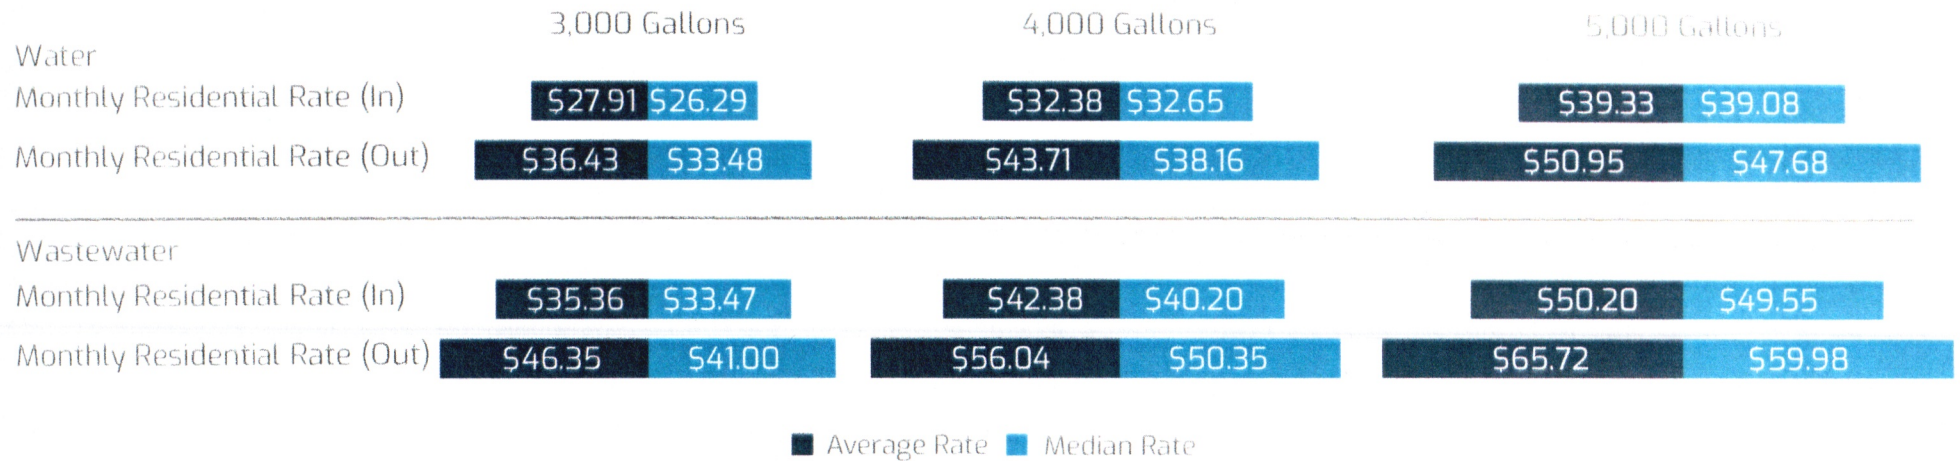 3,000 Gallons 4,000 Gallons 5,000 Gallons
Water
Monthly Residential Rate (In) $27.91 $26.29 $32.38 $32.65 $39.33 $39.08
Monthly Residential Rate (Out) $36.43 $33.48 $43.71 $38.16 $50.95 $47.68
Wastewater
Monthly Residential Rate (In) $35.36 $33.47 $42.38 $40.20 $50.20 $49.55
Monthly Residential Rate (Out) $46.35 $41.00 $56.04 $50.35 $65.72 $59.98
Average Rate Median Rate